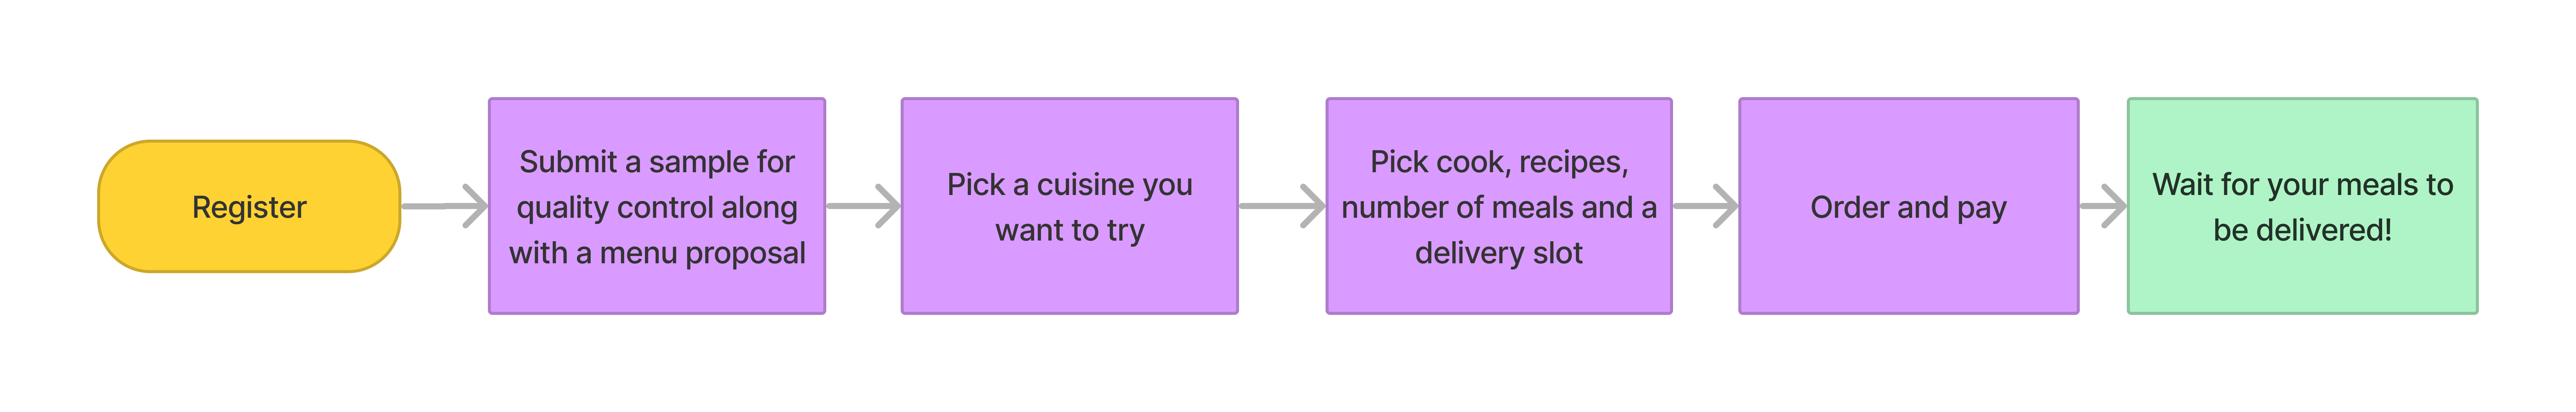 Register
Submit a sample for
quality control along
with a menu proposal
Pick a cuisine you
want to try
Pick cook, recipes,
number of meals and a
delivery slot
Order and pay
Wait for your meals to
be delivered!